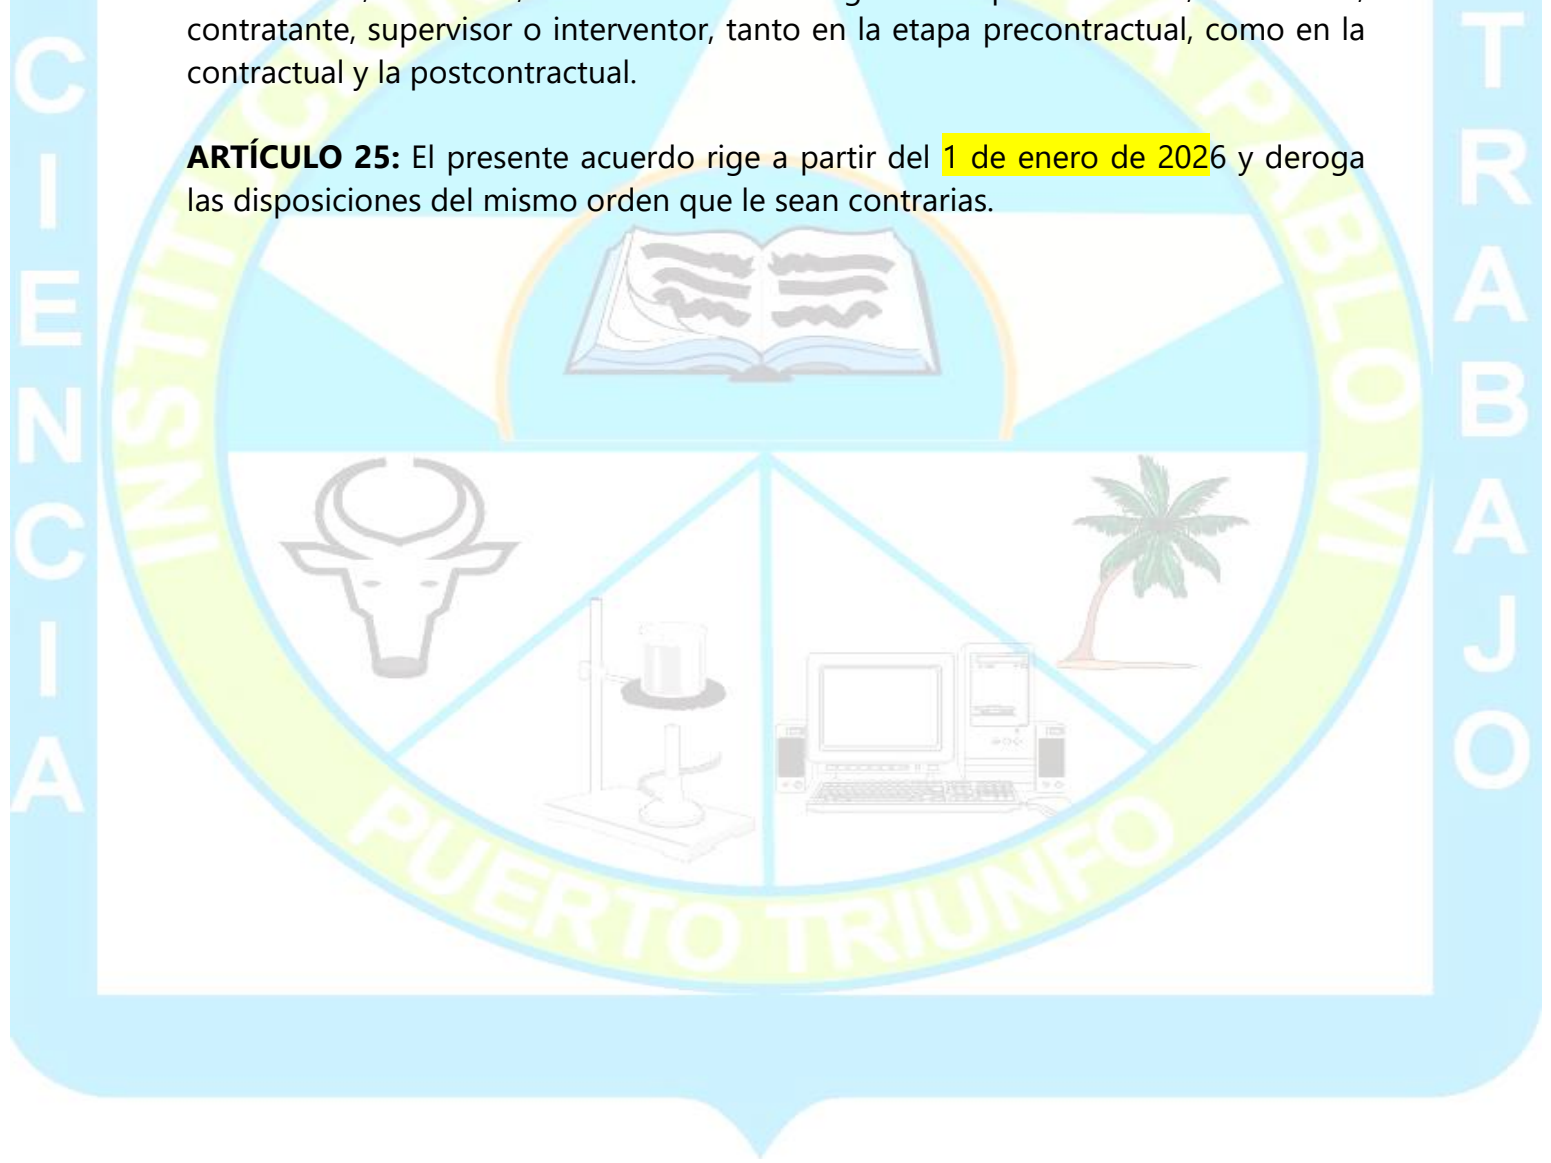 contratante, supervisor o interventor, tanto en la etapa precontractual, como en la
contractual y la postcontractual.
ARTÍCULO 25: El presente acuerdo rige a partir del 1 de enero de 2026 y deroga
las disposiciones del mismo orden que le sean contrarias.
CIENCIA
TRABAJO
PABLO VI
PUERTO TRIUNFO